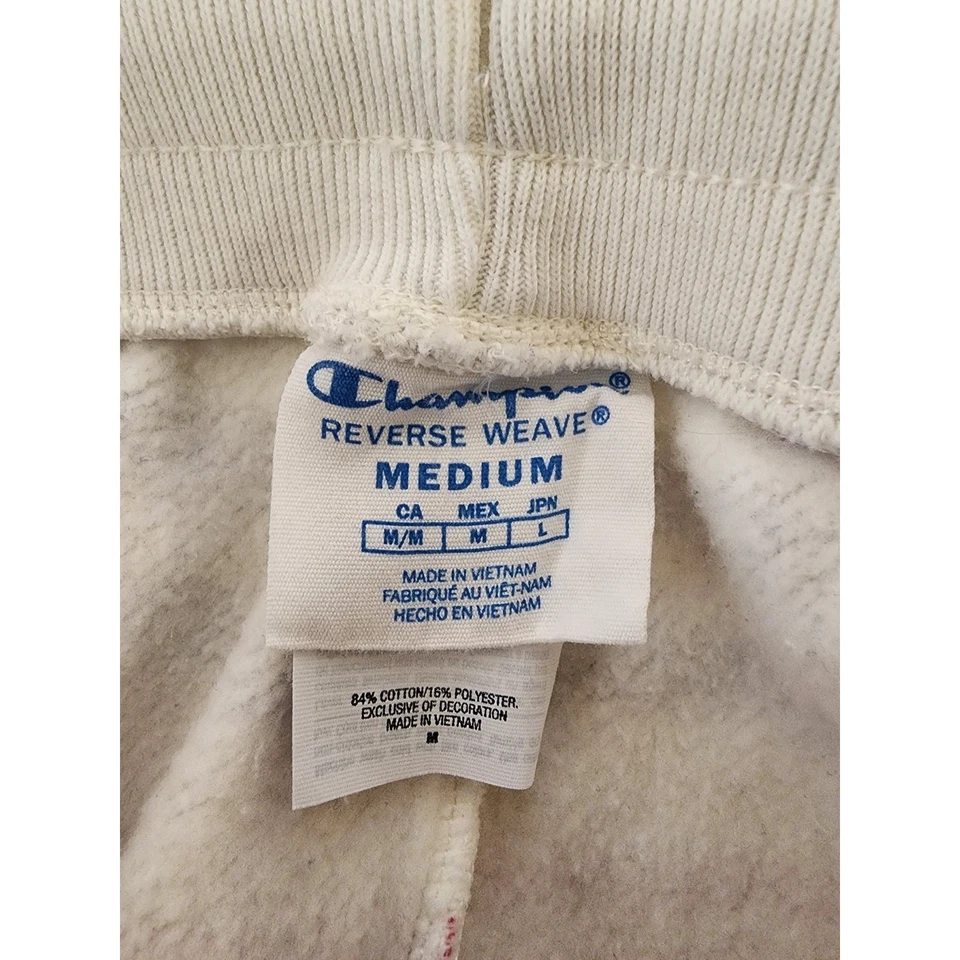 Champion®
REVERSE WEAVE®
MEDIUM
CA MEX JPN
M/M M L
MADE IN VIETNAM
FABRIQUÉ AU VIÊT-NAM
HECHO EN VIETNAM
84% COTTON/16% POLYESTER.
EXCLUSIVE OF DECORATION
MADE IN VIETNAM
M